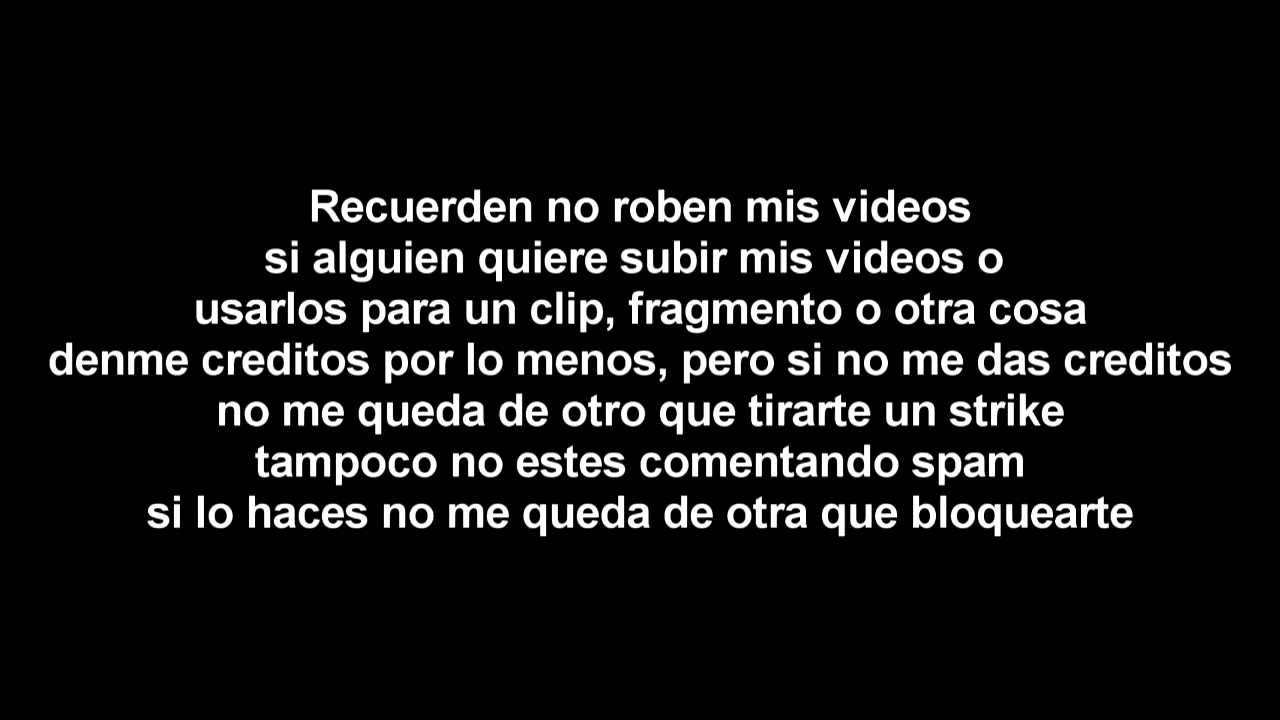 Recuerden no roben mis videos
si alguien quiere subir mis videos o
usarlos para un clip, fragmento o otra cosa
denme creditos por lo menos, pero si no me das creditos
no me queda de otro que tirarte un strike
tampoco no estes comentando spam
si lo haces no me queda de otra que bloquearte